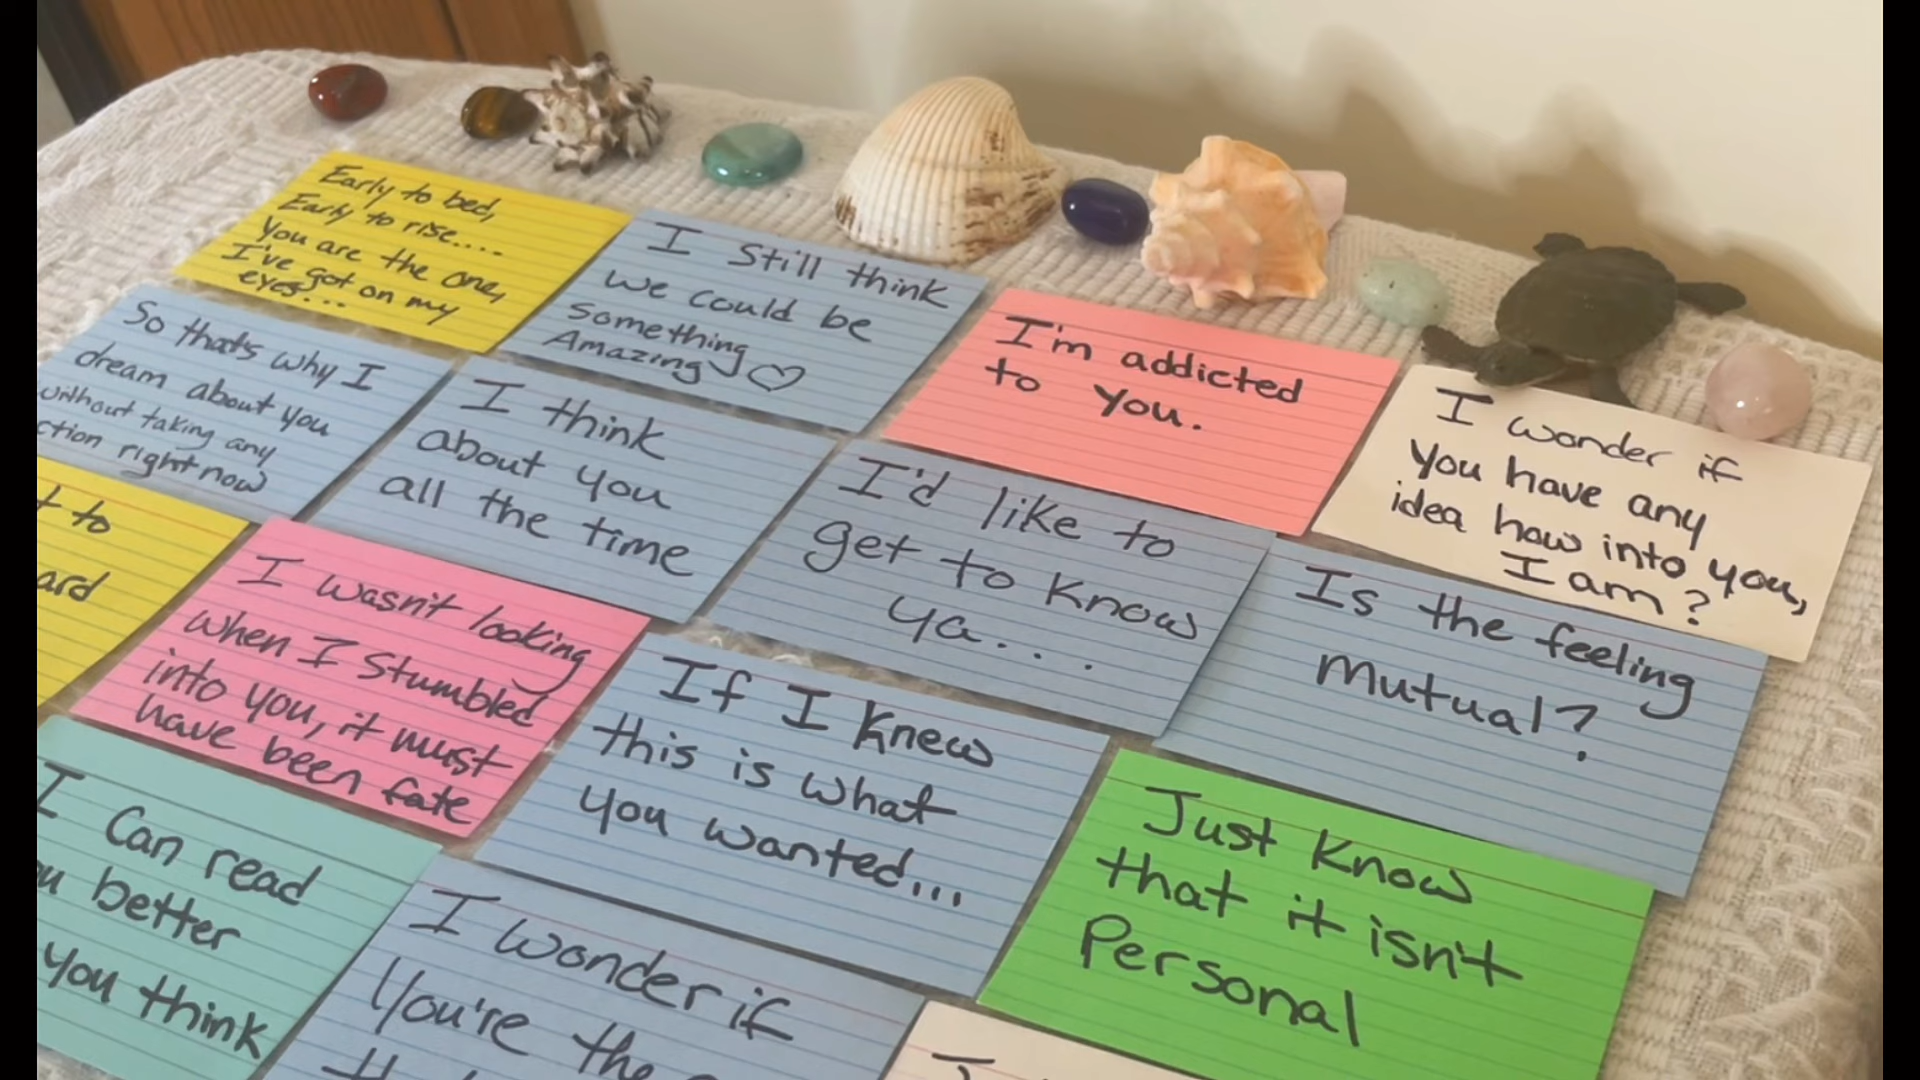 Early to bed,
Early to rise....
You are the one,
I've got on my
eyes...
I Still think
we could be
Something
Amazing ♡
I'm addicted
to you.
I wonder if
you have any
idea how into you,
I am?
So that's why I
dream about you
without taking any
right now
I think
about you
all the time
I'd like to
get to know
ya...
Is the feeling
Mutual?
to
I wasn't looking
when I Stumbled
into you, it must
have been fate
If I knew
this is what
you wanted...
Just know
that it isn't
Personal
I Can read
better
you think
I wonder if
You're the